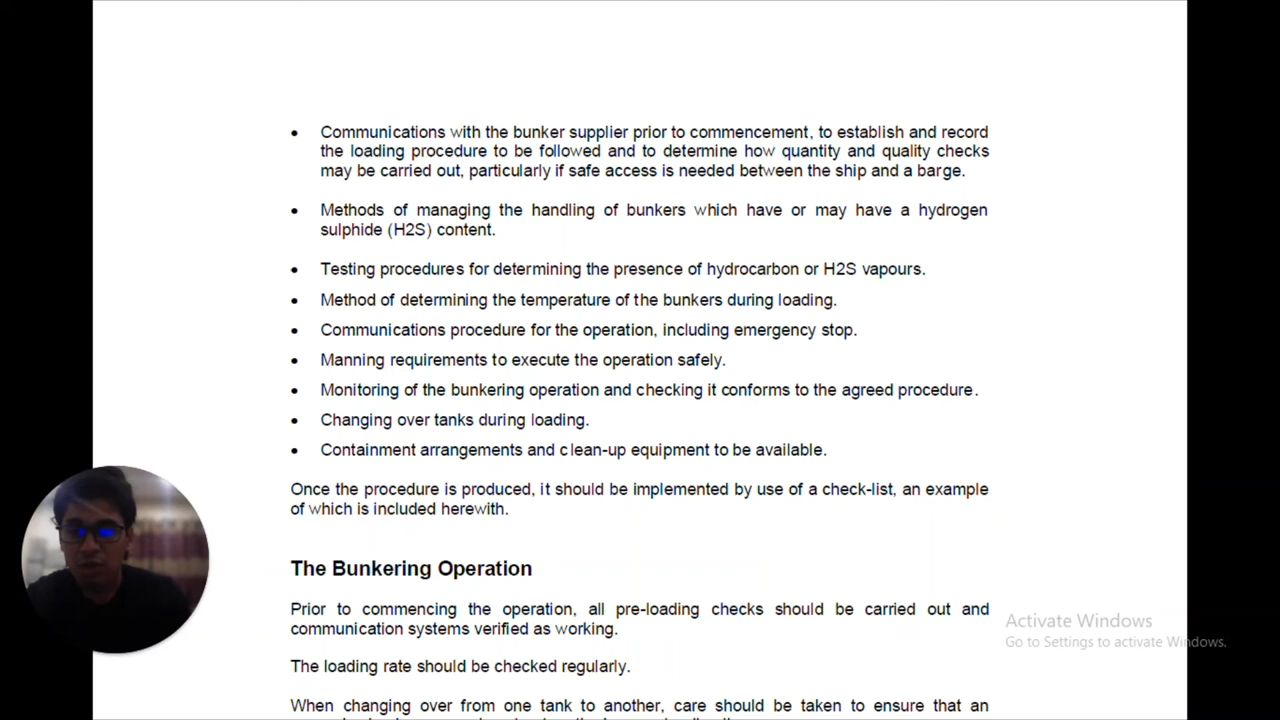 Communications with the bunker supplier prior to commencement, to establish and record
the loading procedure to be followed and to determine how quantity and quality checks
may be carried out, particularly if safe access is needed between the ship and a barge.
Methods of managing the handling of bunkers which have or may have a hydrogen
sulphide (H2S) content.
Testing procedures for determining the presence of hydrocarbon or H2S vapours.
Method of determining the temperature of the bunkers during loading.
Communications procedure for the operation, including emergency stop.
Manning requirements to execute the operation safely.
Monitoring of the bunkering operation and checking it conforms to the agreed procedure.
Changing over tanks during loading.
Containment arrangements and clean-up equipment to be available.
Once the procedure is produced, it should be implemented by use of a check-list, an example
of which is included herewith.
The Bunkering Operation
Prior to commencing the operation, all pre-loading checks should be carried out and
communication systems verified as working.
The loading rate should be checked regularly.
When changing over from one tank to another, care should be taken to ensure that an
Activate Windows
Go to Settings to activate Windows.